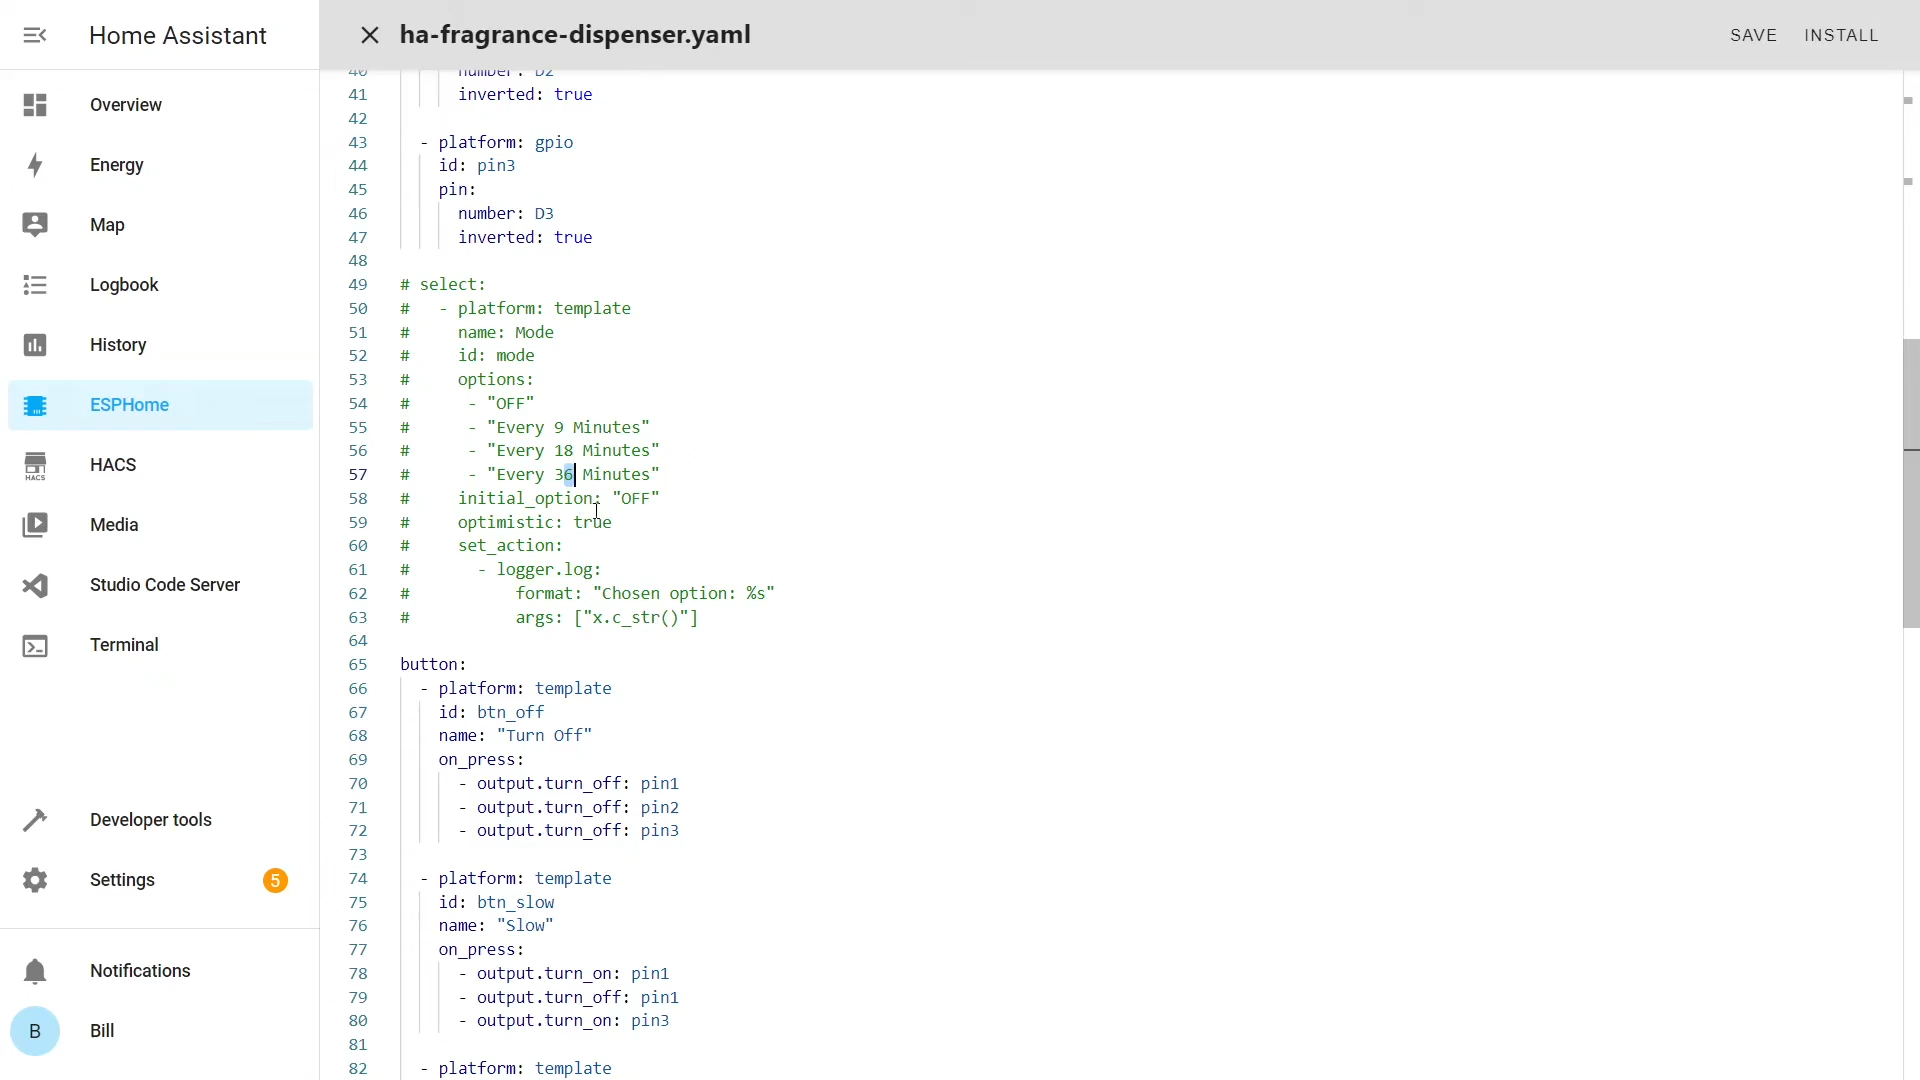 Home Assistant
ha-fragrance-dispenser.yaml
SAVE
INSTALL
Overview
Energy
Map
Logbook
History
ESPHome
HACS
HACS
Media
Studio Code Server
Terminal
Developer tools
Settings
5
Notifications
B
Bill
40 number: D2
41 inverted: true
42
43 - platform: gpio
44 id: pin3
45 pin:
46 number: D3
47 inverted: true
48
49 # select:
50 # - platform: template
51 # name: Mode
52 # id: mode
53 # options:
54 # - "OFF"
55 # - "Every 9 Minutes"
56 # - "Every 18 Minutes"
57 # - "Every 36 Minutes"
58 # initial_option: "OFF"
59 # optimistic: true
60 # set_action:
61 # - logger.log:
62 # format: "Chosen option: %s"
63 # args: ["x.c_str()"]
64
65 button:
66 - platform: template
67 id: btn_off
68 name: "Turn Off"
69 on_press:
70 - output.turn_off: pin1
71 - output.turn_off: pin2
72 - output.turn_off: pin3
73
74 - platform: template
75 id: btn_slow
76 name: "Slow"
77 on_press:
78 - output.turn_on: pin1
79 - output.turn_off: pin1
80 - output.turn_on: pin3
81
82 - platform: template